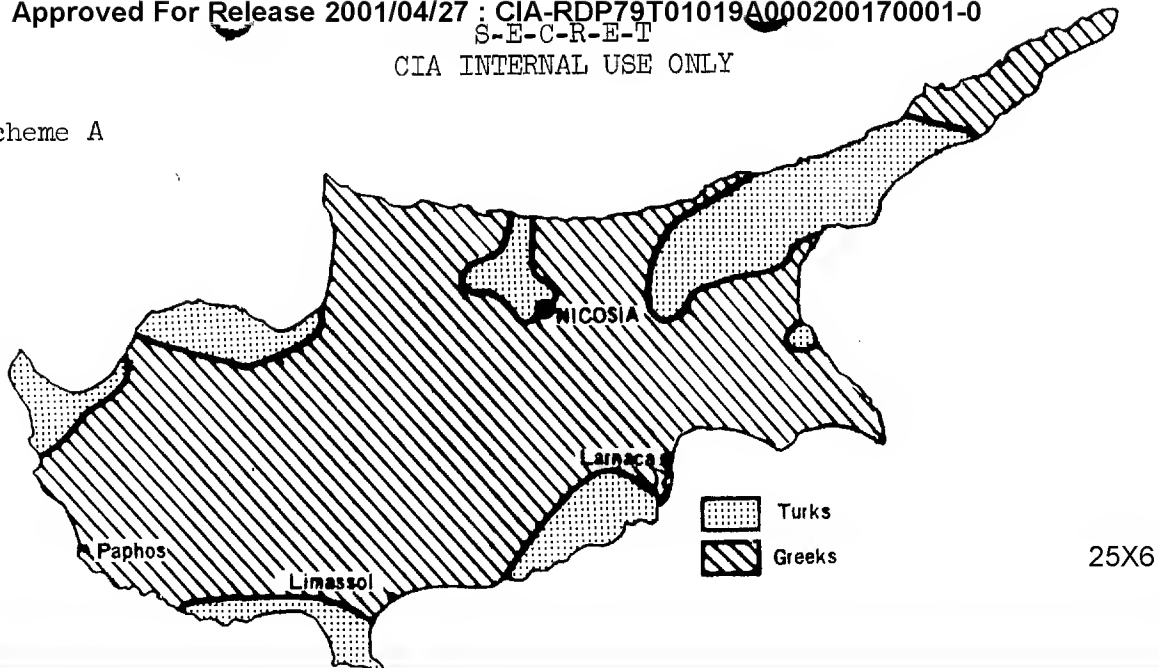 Approved For Release 2001/04/27 : CIA-RDP79T01019A000200170001-0
S-E-C-R-E-T
CIA INTERNAL USE ONLY
cheme A
NICOSIA
Larnaca
Turks
Greeks
Paphos
25X6
Limassol